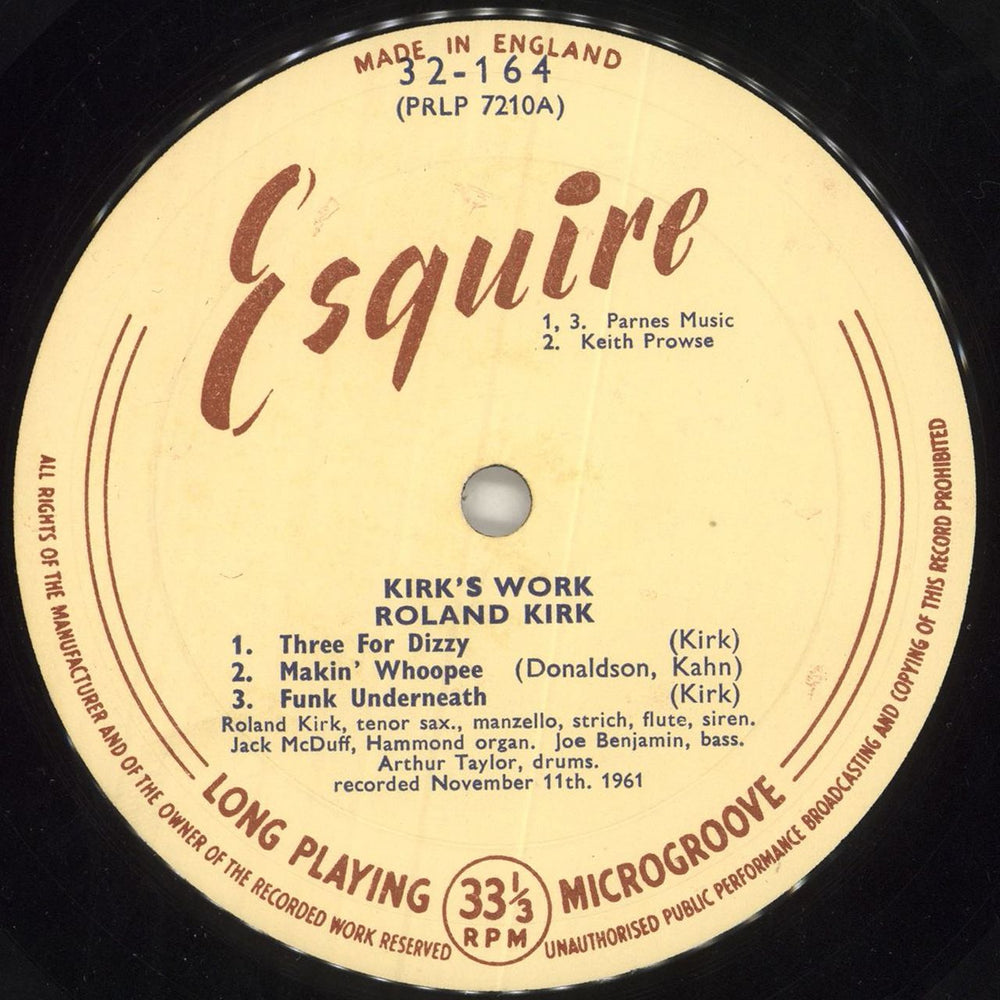 MADE IN ENGLAND
32-164
(PRLP 7210A)
Esquire
1, 3. Parnes Music
2. Keith Prowse
KIRK'S WORK
ROLAND KIRK
1. Three For Dizzy (Kirk)
2. Makin' Whoopee (Donaldson, Kahn)
3. Funk Underneath (Kirk)
Roland Kirk, tenor sax., manzello, strich, flute, siren.
Jack McDuff, Hammond organ. Joe Benjamin, bass.
Arthur Taylor, drums.
recorded November 11th. 1961
LONG PLAYING 33⅓ RPM MICROGROOVE
ALL RIGHTS OF THE MANUFACTURER AND OF THE OWNER OF THE RECORDED WORK RESERVED
UNAUTHORISED PUBLIC PERFORMANCE BROADCASTING AND COPYING OF THIS RECORD PROHIBITED